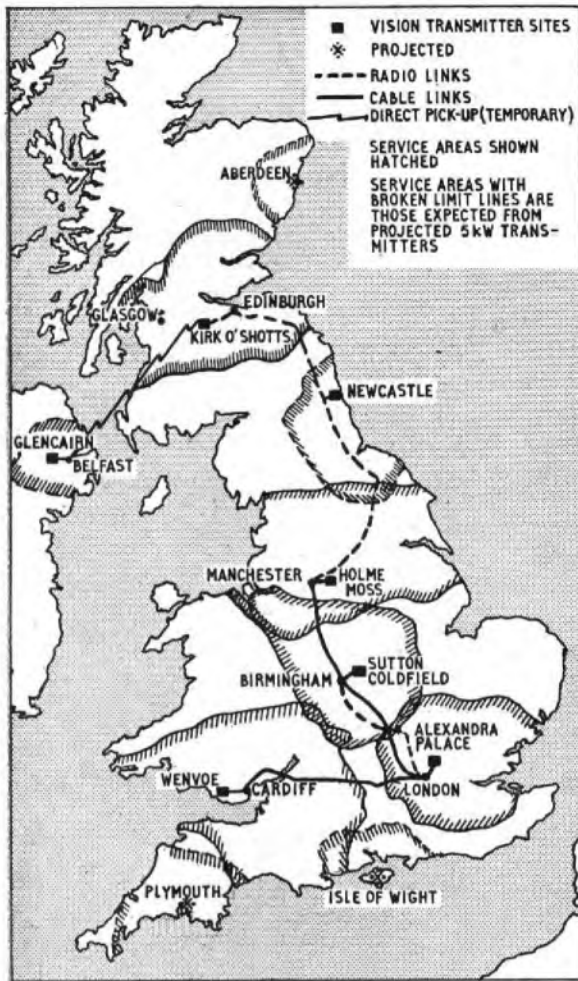 VISION TRANSMITTER SITES
PROJECTED
RADIO LINKS
CABLE LINKS
DIRECT PICK-UP (TEMPORARY)
SERVICE AREAS SHOWN
HATCHED
SERVICE AREAS WITH
BROKEN LIMIT LINES ARE
THOSE EXPECTED FROM
PROJECTED 5kW TRANS-
MITTERS
ABERDEEN
EDINBURGH
GLASGOW
KIRK O'SHOTTS
NEWCASTLE
GLENCAIRN
BELFAST
MANCHESTER
HOLME
MOSS
SUTTON
COLDFIELD
BIRMINGHAM
ALEXANDRA
PALACE
WENVOE
CARDIFF
LONDON
PLYMOUTH
ISLE OF WIGHT